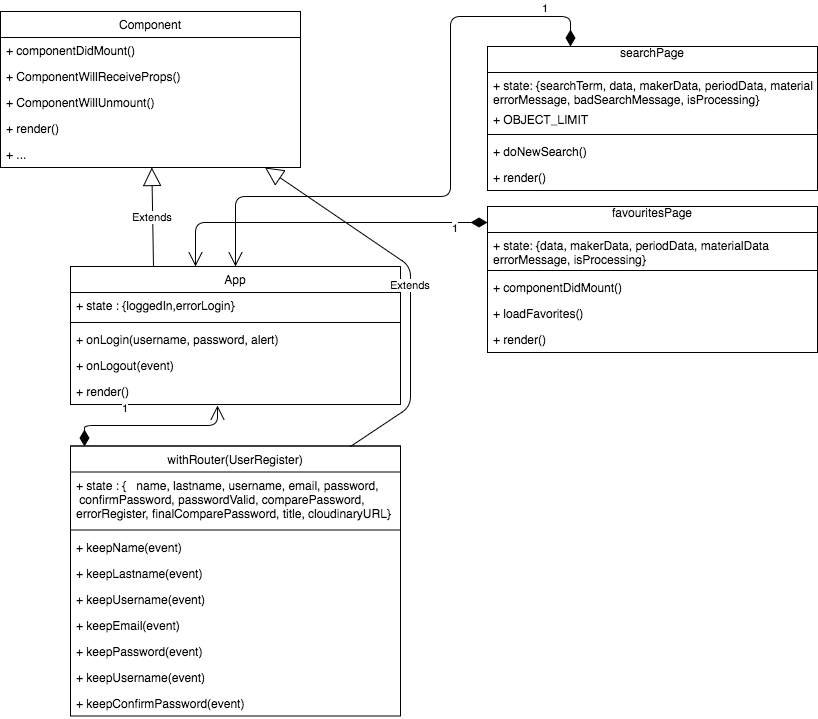 Component
+ componentDidMount()
+ ComponentWillReceiveProps()
+ ComponentWillUnmount()
+ render()
+ ...
1
searchPage
+ state: {searchTerm, data, makerData, periodData, material
errorMessage, badSearchMessage, isProcessing}
+ OBJECT_LIMIT
+ doNewSearch()
+ render()
Extends
1
favouritesPage
+ state: {data, makerData, periodData, materialData
errorMessage, isProcessing}
+ componentDidMount()
+ loadFavorites()
+ render()
Extends
App
+ state : {loggedIn,errorLogin}
+ onLogin(username, password, alert)
+ onLogout(event)
+ render()
1
withRouter(UserRegister)
+ state : { name, lastname, username, email, password,
confirmPassword, passwordValid, comparePassword,
errorRegister, finalComparePassword, title, cloudinaryURL}
+ keepName(event)
+ keepLastname(event)
+ keepUsername(event)
+ keepEmail(event)
+ keepPassword(event)
+ keepUsername(event)
+ keepConfirmPassword(event)